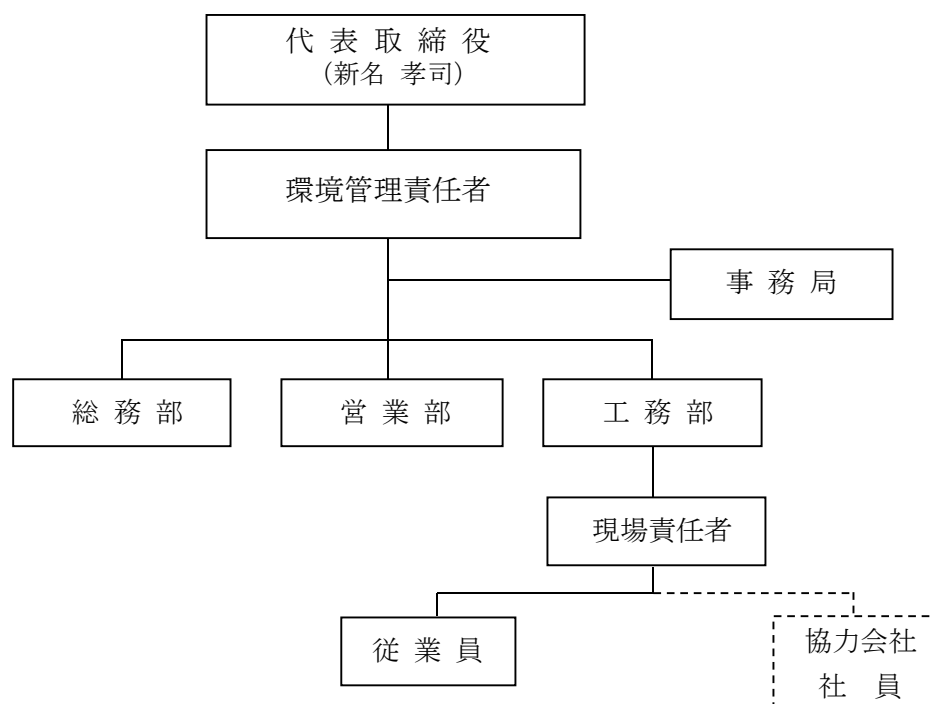 代 表 取 締 役
(新名 孝司)
環境管理責任者
事 務 局
総 務 部
営 業 部
工 務 部
現場責任者
従 業 員
協力会社
社 員